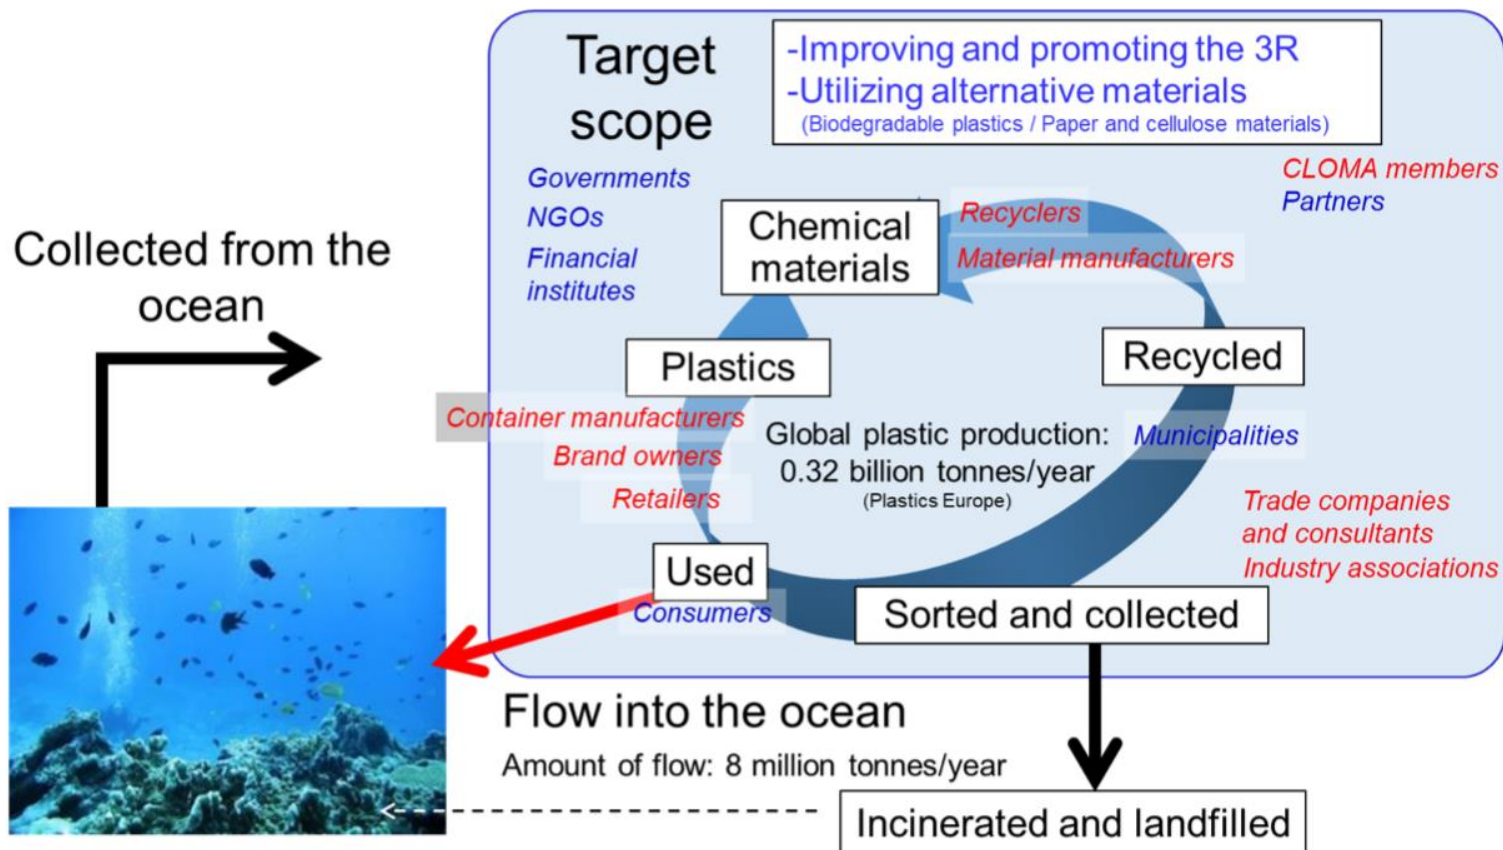 Target
scope
-Improving and promoting the 3R
-Utilizing alternative materials
(Biodegradable plastics / Paper and cellulose materials)
CLOMA members
Partners
Governments
NGOs
Financial
institutes
Chemical
materials
Recyclers
Material manufacturers
Collected from the
ocean
Plastics
Recycled
Container manufacturers
Brand owners
Retailers
Global plastic production:
0.32 billion tonnes/year
(Plastics Europe)
Municipalities
Trade companies
and consultants
Industry associations
Used
Consumers
Sorted and collected
Flow into the ocean
Amount of flow: 8 million tonnes/year
Incinerated and landfilled